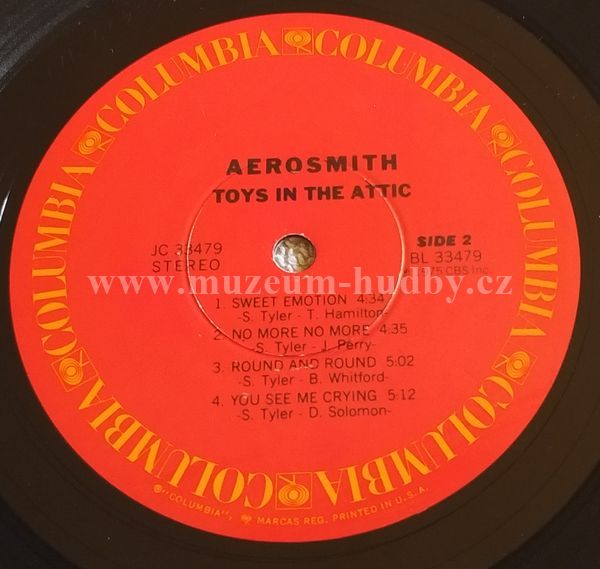 COLUMBIA COLUMBIA COLUMBIA COLUMBIA COLUMBIA COLUMBIA COLUMBIA COLUMBIA
AEROSMITH
TOYS IN THE ATTIC
JC 33479
STEREO
SIDE 2
BL 33479
℗ 1975 CBS Inc.
www.muzeum-hudby.cz
1. SWEET EMOTION 4:34
-S. Tyler - T. Hamilton-
2. NO MORE NO MORE 4:35
-S. Tyler - J. Perry-
3. ROUND AND ROUND 5:02
-S. Tyler - B. Whitford-
4. YOU SEE ME CRYING 5:12
-S. Tyler - D. Solomon-
®"COLUMBIA", MARCAS REG. PRINTED IN U.S.A.